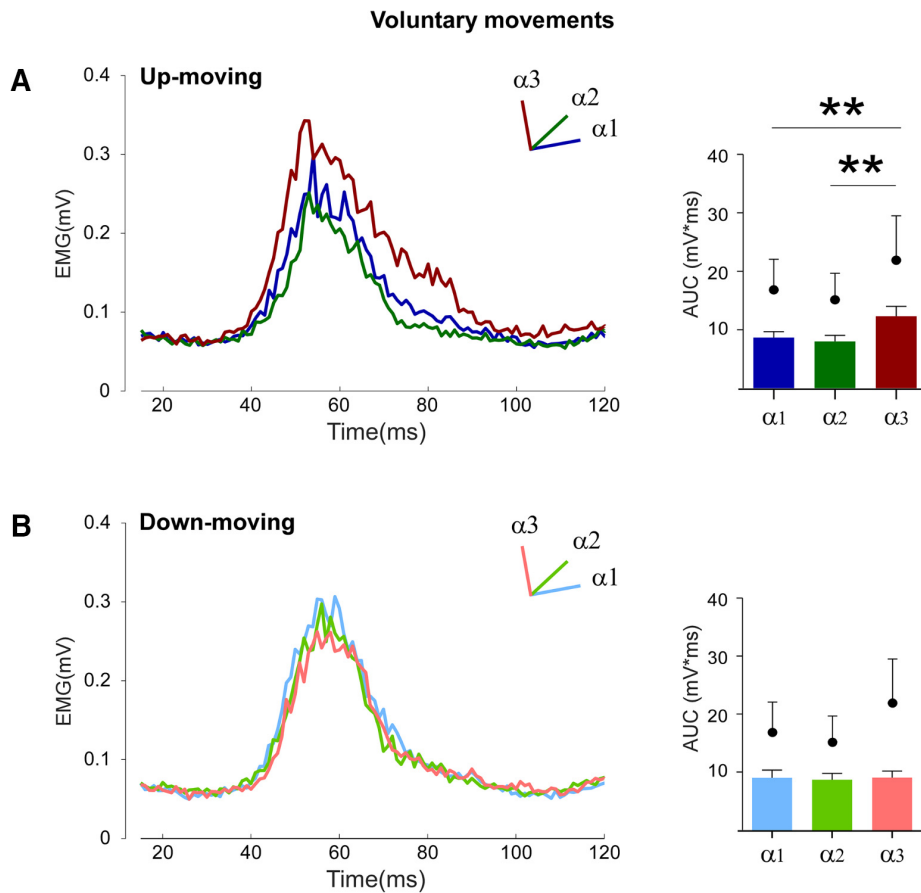 Voluntary movements
A
Up-moving
EMG(mV)
0.4
0.3
0.2
0.1
0
20 40 60 80 100 120
Time(ms)
α3
α2
α1
**
**
AUC (mV*ms)
40
30
20
10
α1 α2 α3
B
Down-moving
EMG(mV)
0.4
0.3
0.2
0.1
0
20 40 60 80 100 120
Time(ms)
α3
α2
α1
AUC (mV*ms)
40
30
20
10
α1 α2 α3